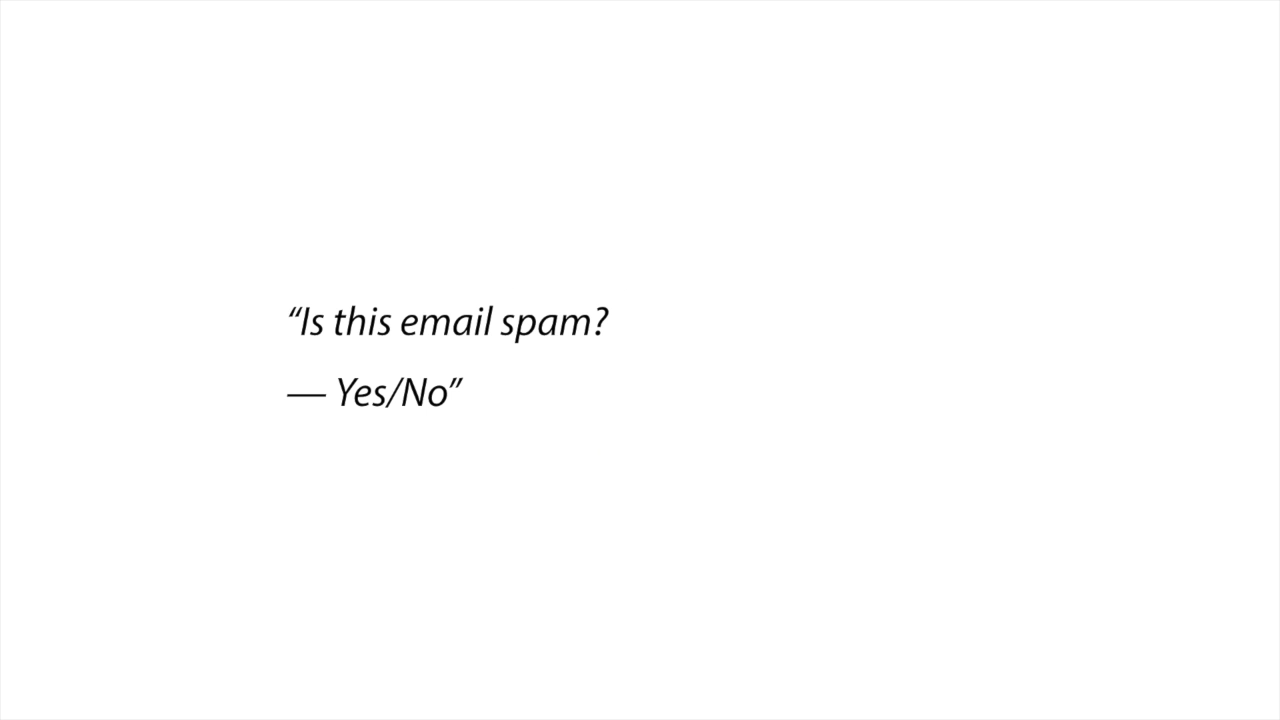 “Is this email spam?
— Yes/No”